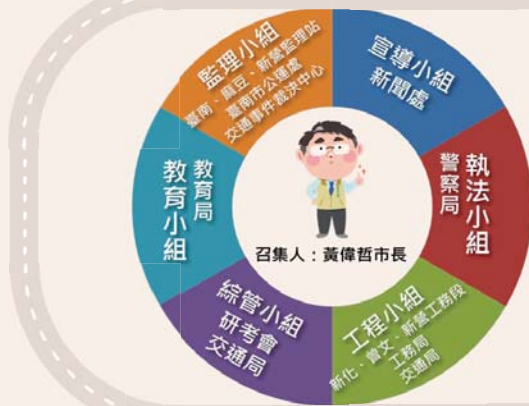 監理小組
臺南、麻豆、新營監理站
臺南市公運處
交通事件裁決中心
宣導小組
新聞處
執法小組
警察局
工程小組
新化、曾文、新營工務段
工務局
交通局
綜管小組
研考會
交通局
教育小組
教育局
召集人：黃偉哲市長